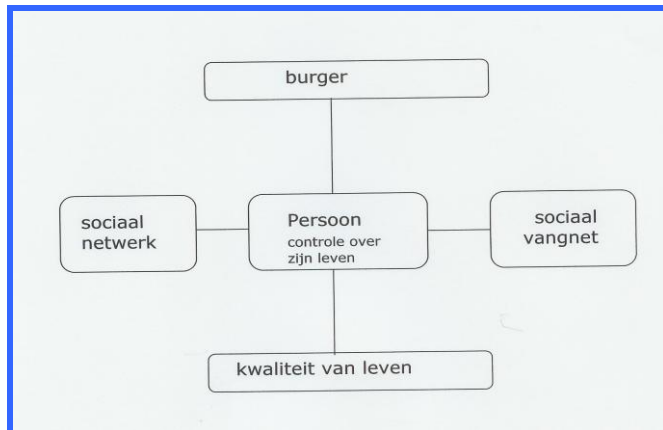 burger
sociaal
netwerk
Persoon
controle over
zijn leven
sociaal
vangnet
kwaliteit van leven